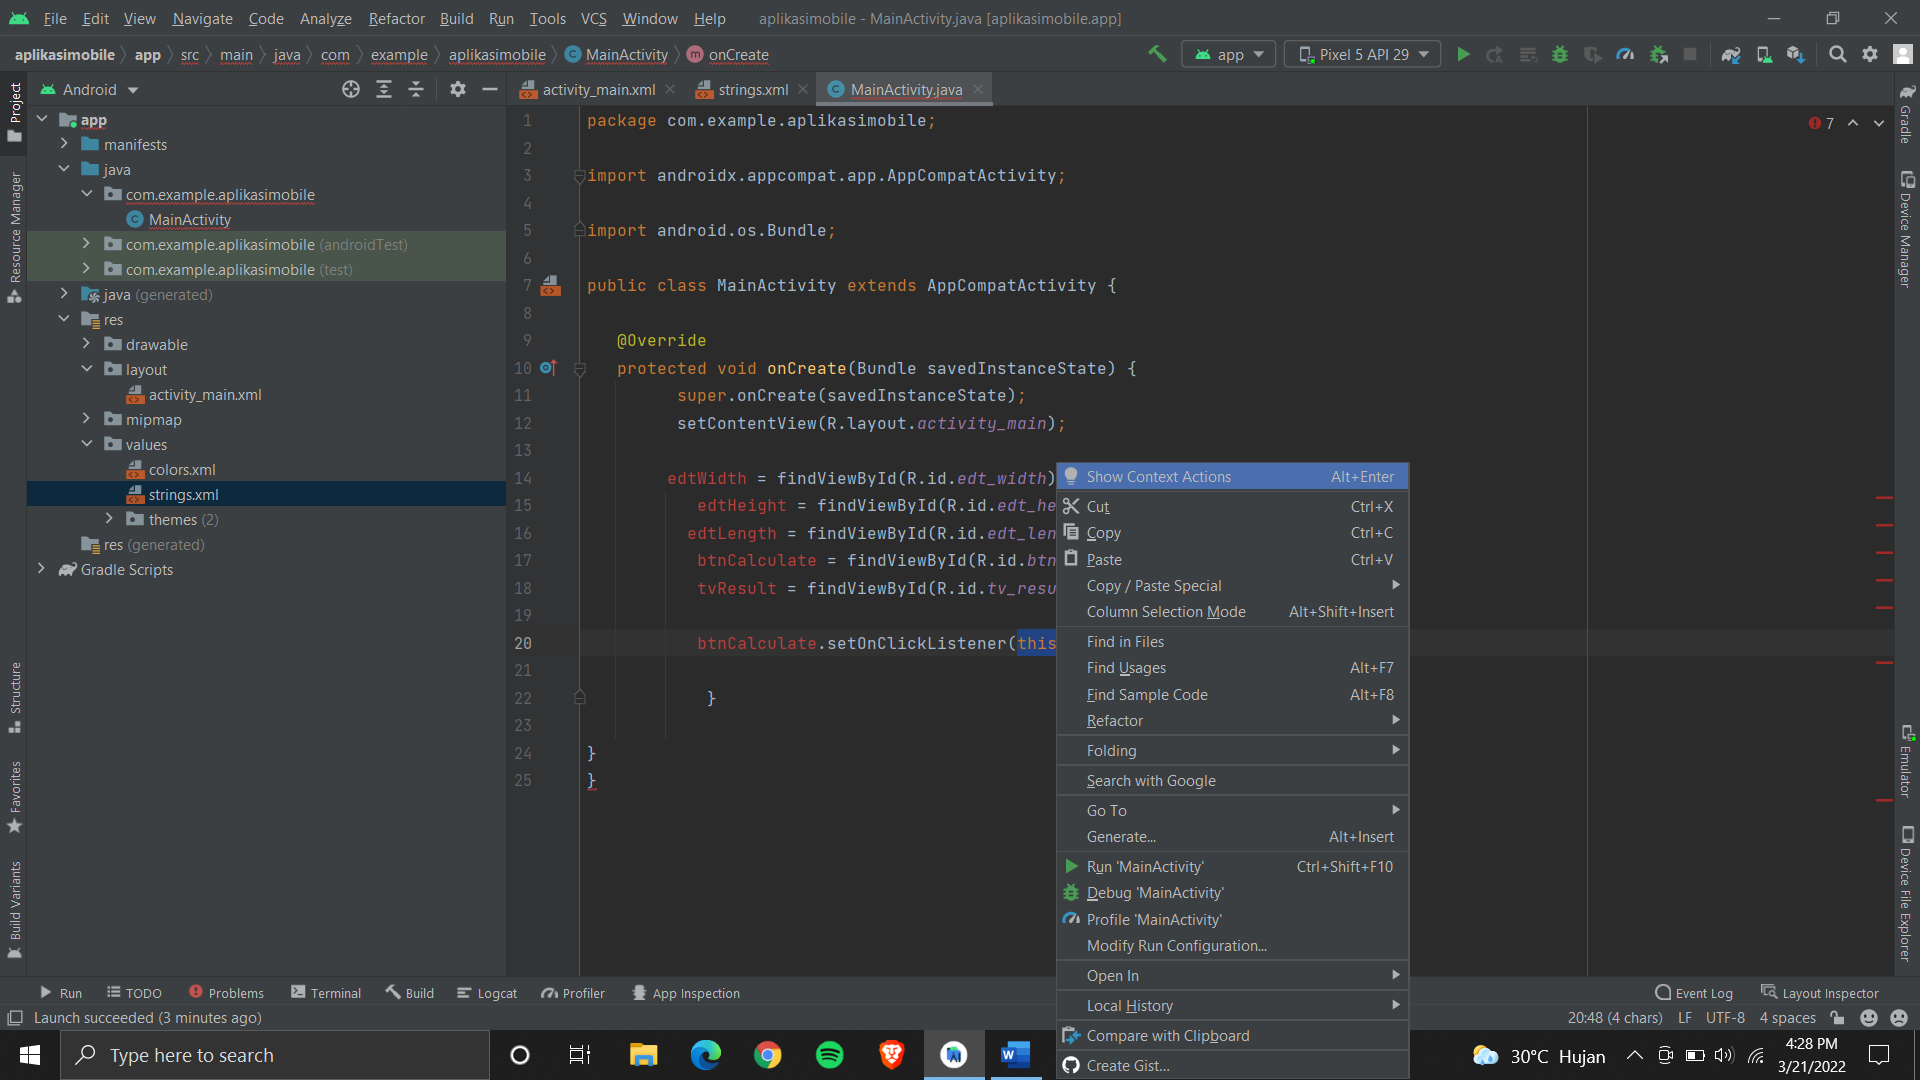 File Edit View Navigate Code Analyze Refactor Build Run Tools VCS Window Help aplikasimobile - MainActivity.java [aplikasimobile.app]
aplikasimobile app src main java com example aplikasimobile MainActivity onCreate app Pixel 5 API 29
Android
activity_main.xml strings.xml MainActivity.java
Project
Resource Manager
Structure
Favorites
Build Variants
app
manifests
java
com.example.aplikasimobile
MainActivity
com.example.aplikasimobile (androidTest)
com.example.aplikasimobile (test)
java (generated)
res
drawable
layout
activity_main.xml
mipmap
values
colors.xml
strings.xml
themes (2)
res (generated)
Gradle Scripts
7
1 package com.example.aplikasimobile;
2
3 import androidx.appcompat.app.AppCompatActivity;
4
5 import android.os.Bundle;
6
7 public class MainActivity extends AppCompatActivity {
8
9 @Override
10 protected void onCreate(Bundle savedInstanceState) {
11 super.onCreate(savedInstanceState);
12 setContentView(R.layout.activity_main);
13
14 edtWidth = findViewById(R.id.edt_width)
15 edtHeight = findViewById(R.id.edt_he
16 edtLength = findViewById(R.id.edt_len
17 btnCalculate = findViewById(R.id.btn
18 tvResult = findViewById(R.id.tv_resu
19
20 btnCalculate.setOnClickListener(this
21
22 }
23
24 }
25 }
Show Context Actions Alt+Enter
Cut Ctrl+X
Copy Ctrl+C
Paste Ctrl+V
Copy / Paste Special
Column Selection Mode Alt+Shift+Insert
Find in Files
Find Usages Alt+F7
Find Sample Code Alt+F8
Refactor
Folding
Search with Google
Go To
Generate... Alt+Insert
Run 'MainActivity' Ctrl+Shift+F10
Debug 'MainActivity'
Profile 'MainActivity'
Modify Run Configuration...
Open In
Local History
Compare with Clipboard
Create Gist...
Gradle
Device Manager
Emulator
Device File Explorer
Run TODO Problems Terminal Build Logcat Profiler App Inspection Event Log Layout Inspector
Launch succeeded (3 minutes ago) 20:48 (4 chars) LF UTF-8 4 spaces
Type here to search
30°C Hujan
4:28 PM
3/21/2022